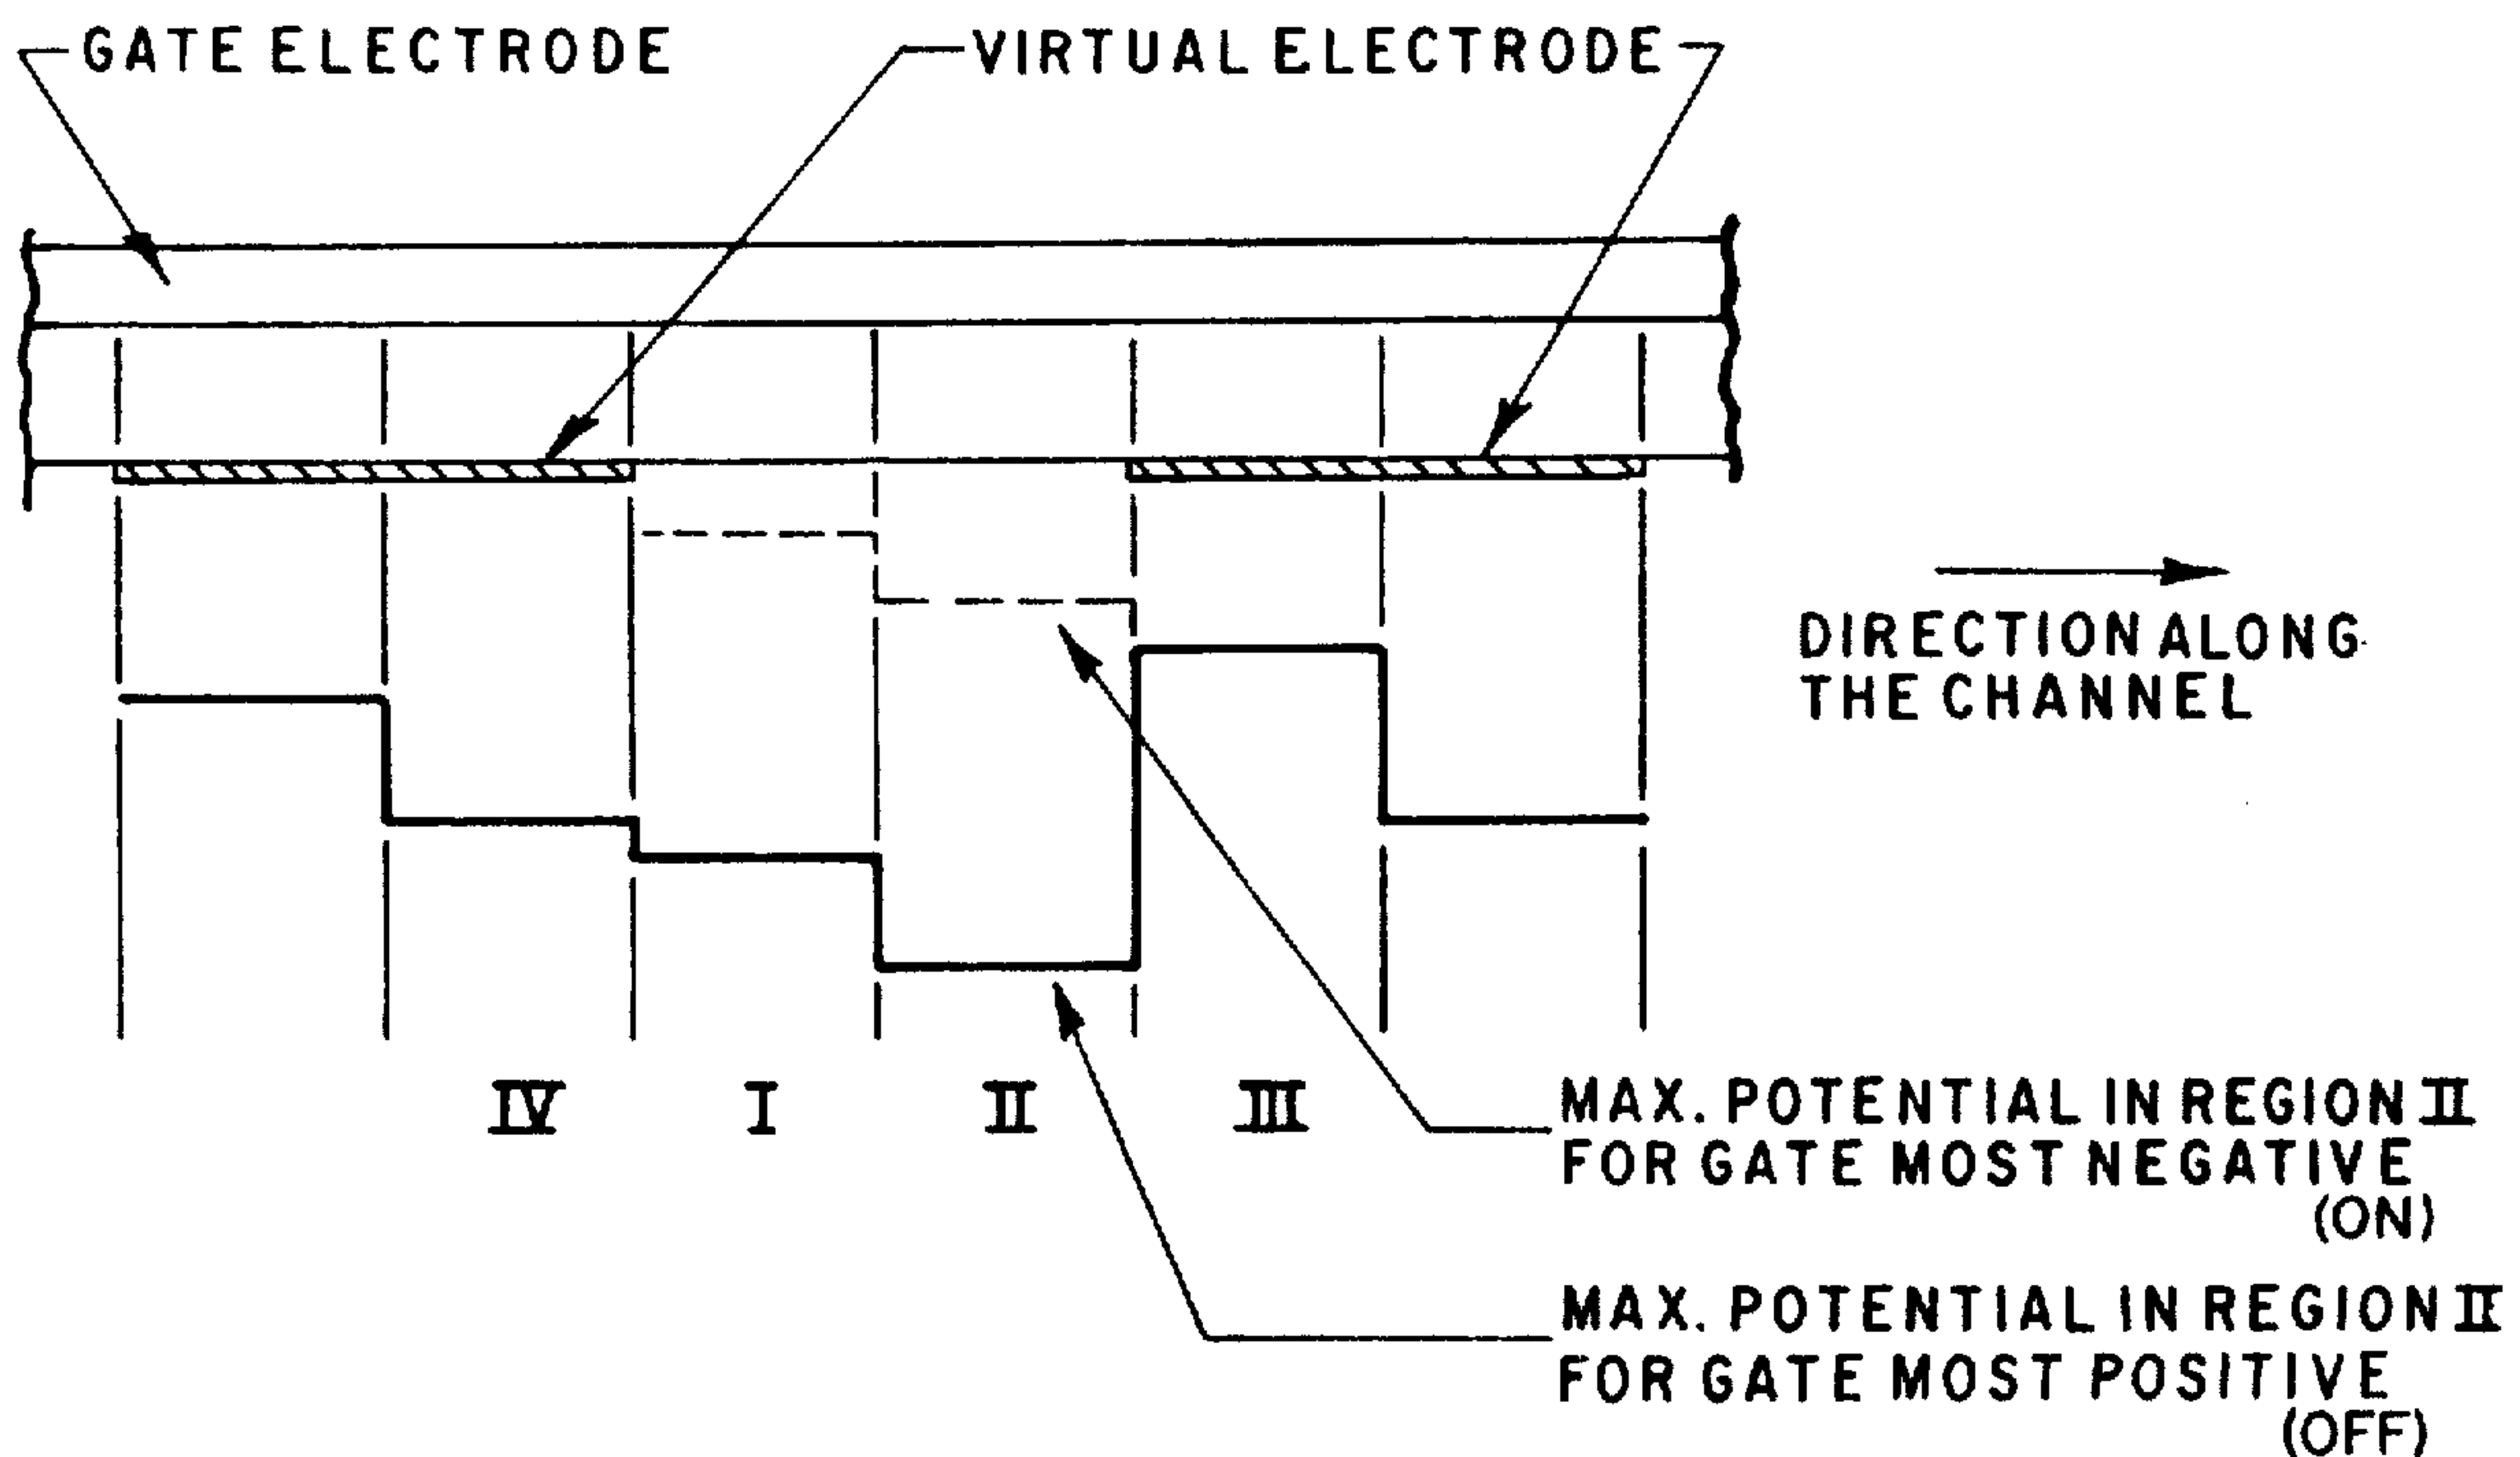 GATE ELECTRODE
VIRTUAL ELECTRODE
DIRECTION ALONG
THE CHANNEL
IV I II III
MAX. POTENTIAL IN REGION II
FOR GATE MOST NEGATIVE
(ON)
MAX. POTENTIAL IN REGION II
FOR GATE MOST POSITIVE
(OFF)